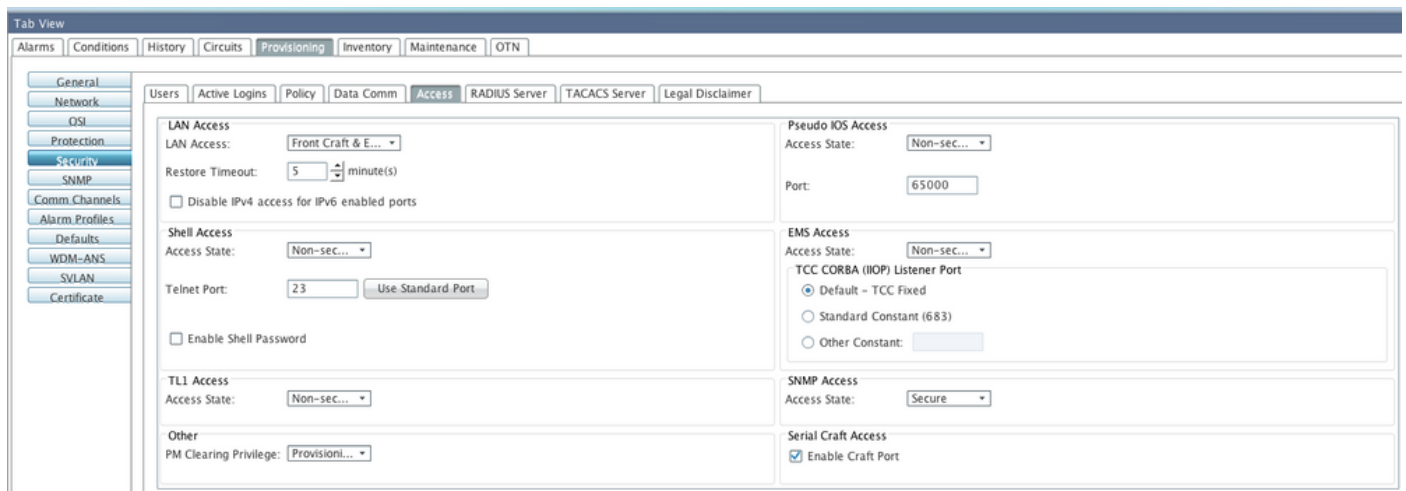 Tab View
Alarms Conditions History Circuits Provisioning Inventory Maintenance OTN
General
Network
OSI
Protection
Security
SNMP
Comm Channels
Alarm Profiles
Defaults
WDM-ANS
SVLAN
Certificate
Users Active Logins Policy Data Comm Access RADIUS Server TACACS Server Legal Disclaimer
LAN Access
LAN Access: Front Craft & E...
Restore Timeout: 5 minute(s)
Disable IPv4 access for IPv6 enabled ports
Pseudo IOS Access
Access State: Non-sec...
Port: 65000
Shell Access
Access State: Non-sec...
Telnet Port: 23 Use Standard Port
Enable Shell Password
EMS Access
Access State: Non-sec...
TCC CORBA (IIOP) Listener Port
Default - TCC Fixed
Standard Constant (683)
Other Constant:
TL1 Access
Access State: Non-sec...
SNMP Access
Access State: Secure
Other
PM Clearing Privilege: Provisioni...
Serial Craft Access
Enable Craft Port